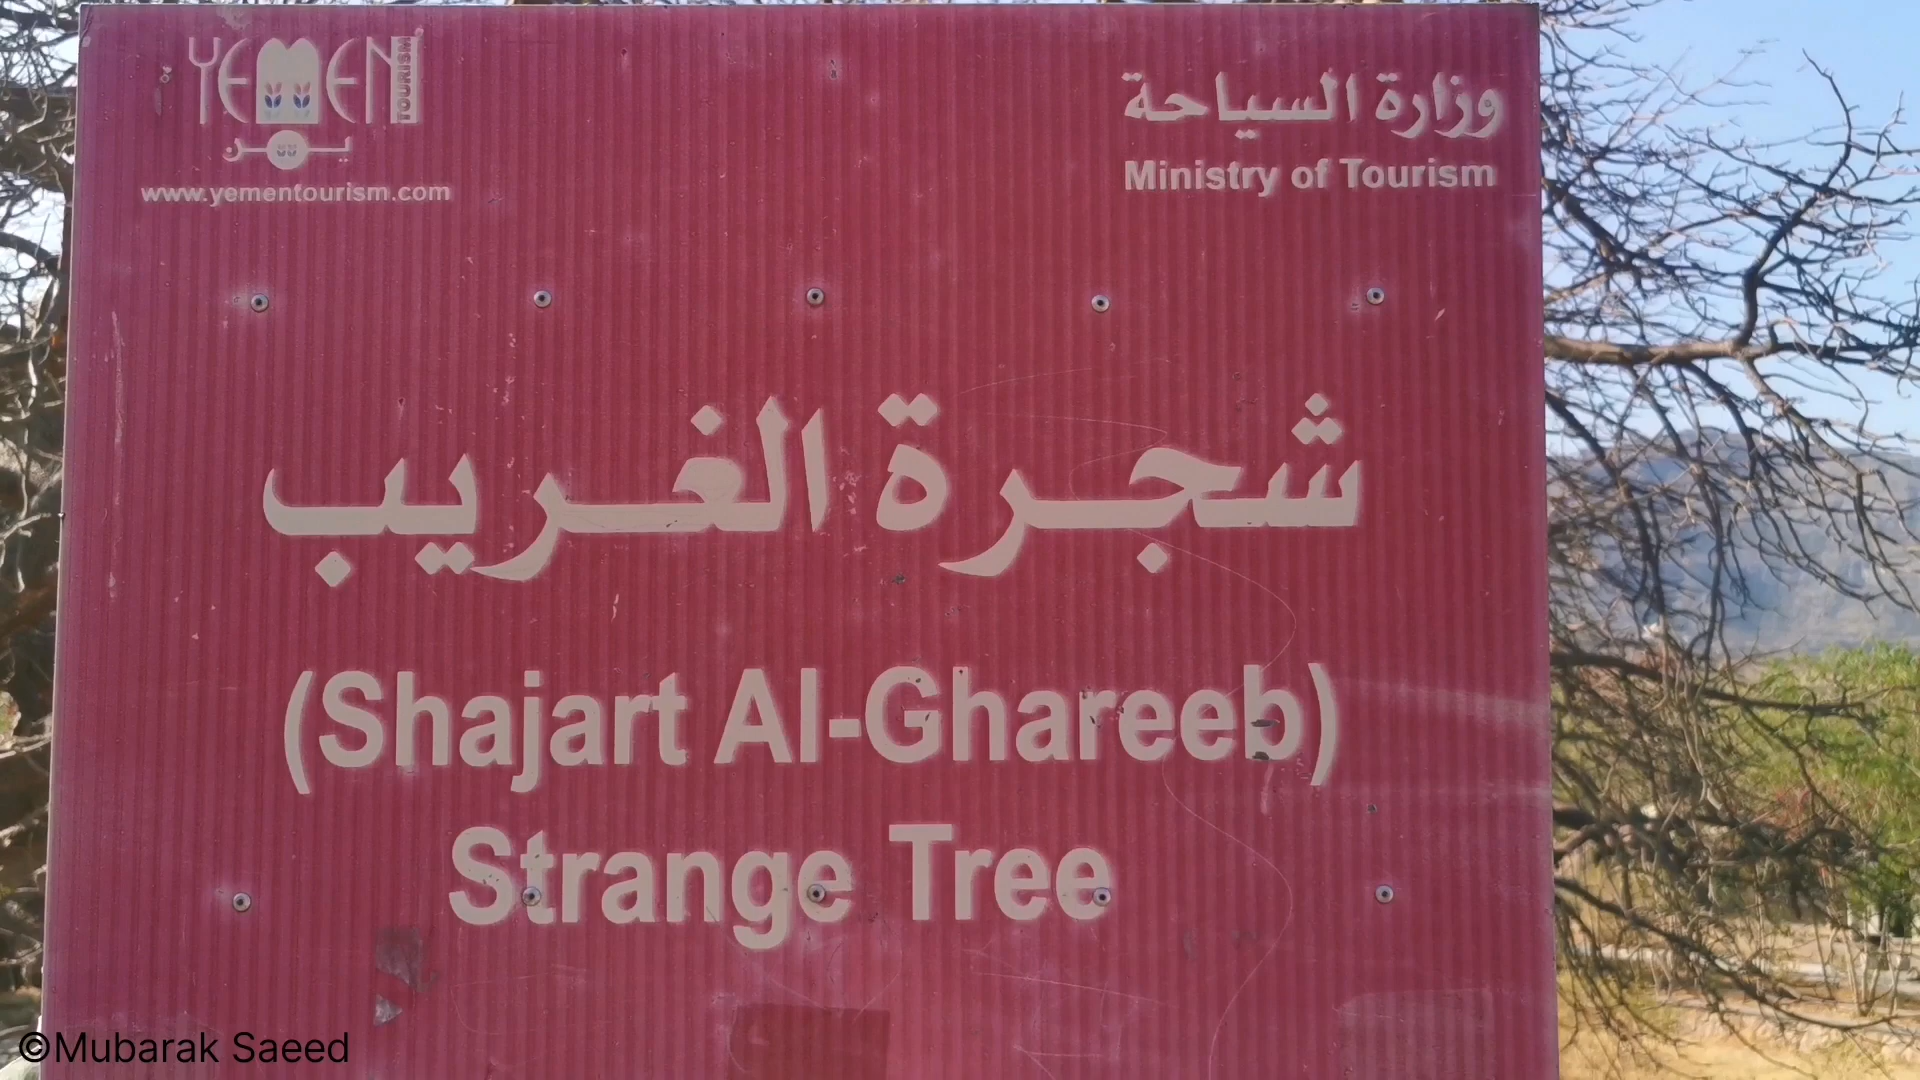 YEMEN TOURISM
يمن
www.yementourism.com
وزارة السياحة
Ministry of Tourism
شجرة الغريب
(Shajart Al-Ghareeb)
Strange Tree
©Mubarak Saeed